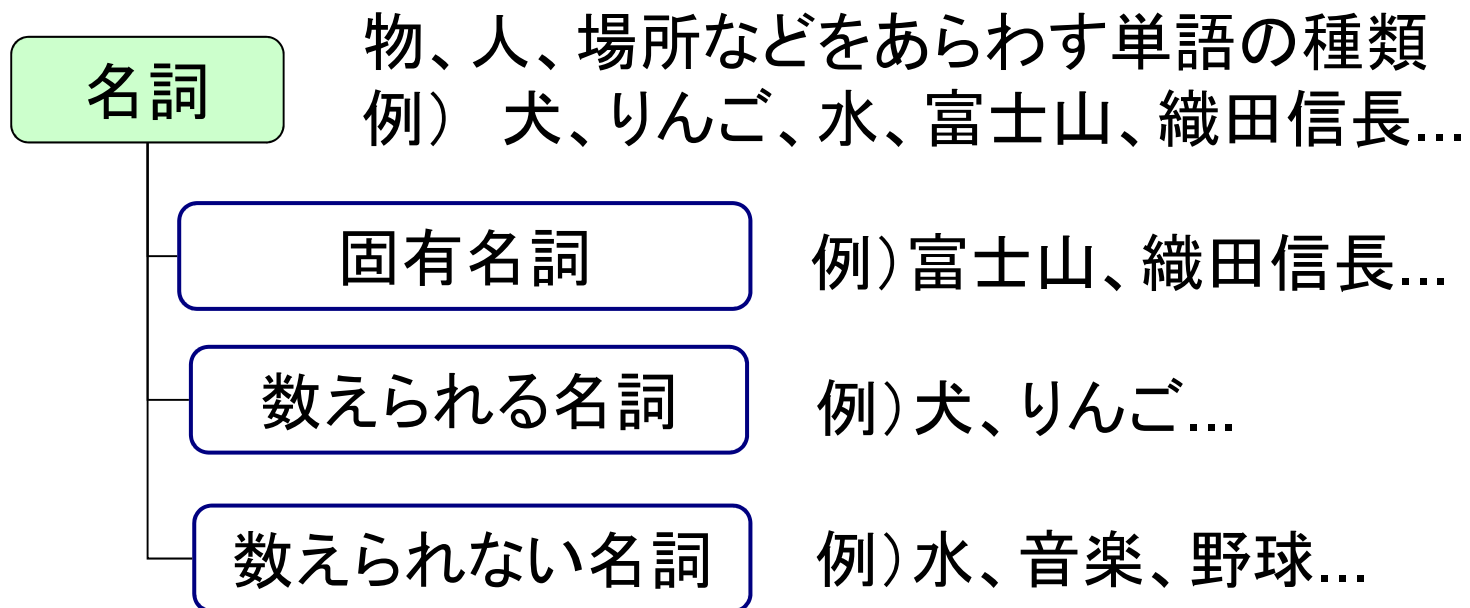 名詞
物、人、場所などをあらわす単語の種類
例） 犬、りんご、水、富士山、織田信長...
固有名詞
例）富士山、織田信長...
数えられる名詞
例）犬、りんご...
数えられない名詞
例）水、音楽、野球...